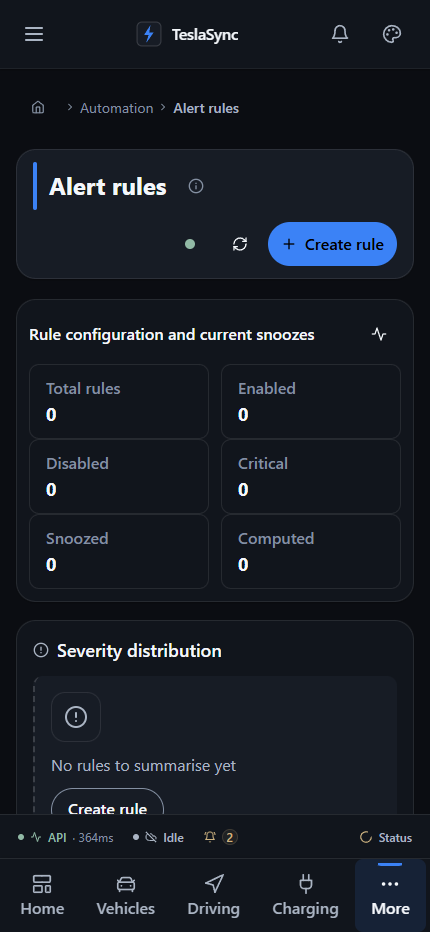 TeslaSync
Automation
Alert rules
Alert rules
Create rule
Rule configuration and current snoozes
Total rules
0
Enabled
0
Disabled
0
Critical
0
Snoozed
0
Computed
0
Severity distribution
No rules to summarise yet
Create rule
API · 364ms
Idle
2
Status
Home
Vehicles
Driving
Charging
More